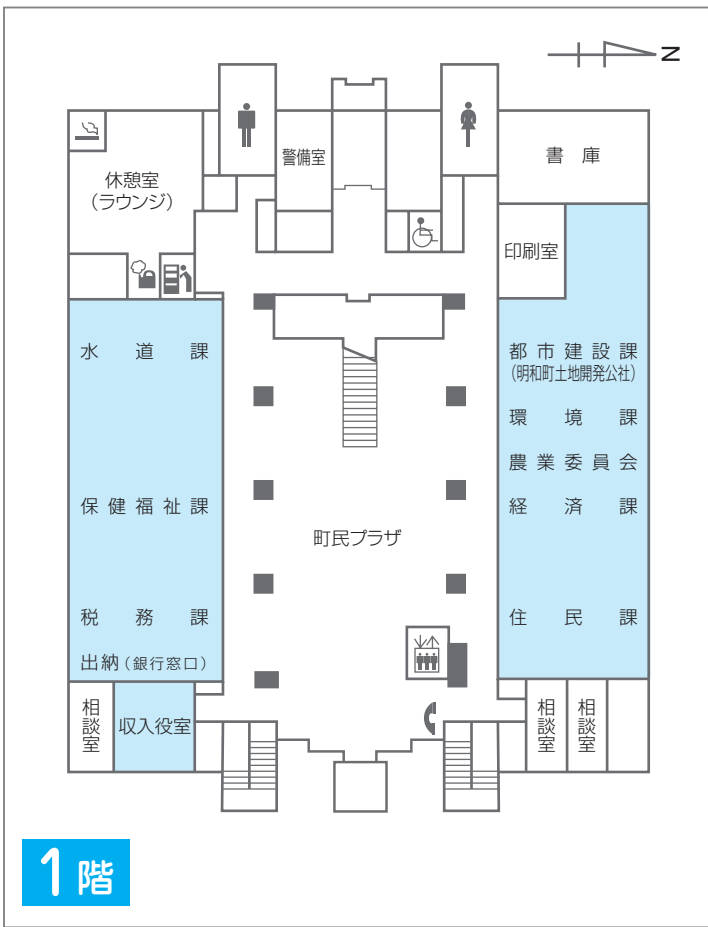 N
警備室
書庫
休憩室
(ラウンジ)
印刷室
水道課
都市建設課
(明和町土地開発公社)
環境課
農業委員会
保健福祉課
経済課
町民プラザ
税務課
住民課
出納(銀行窓口)
相談室
収入役室
相談室
相談室
1階